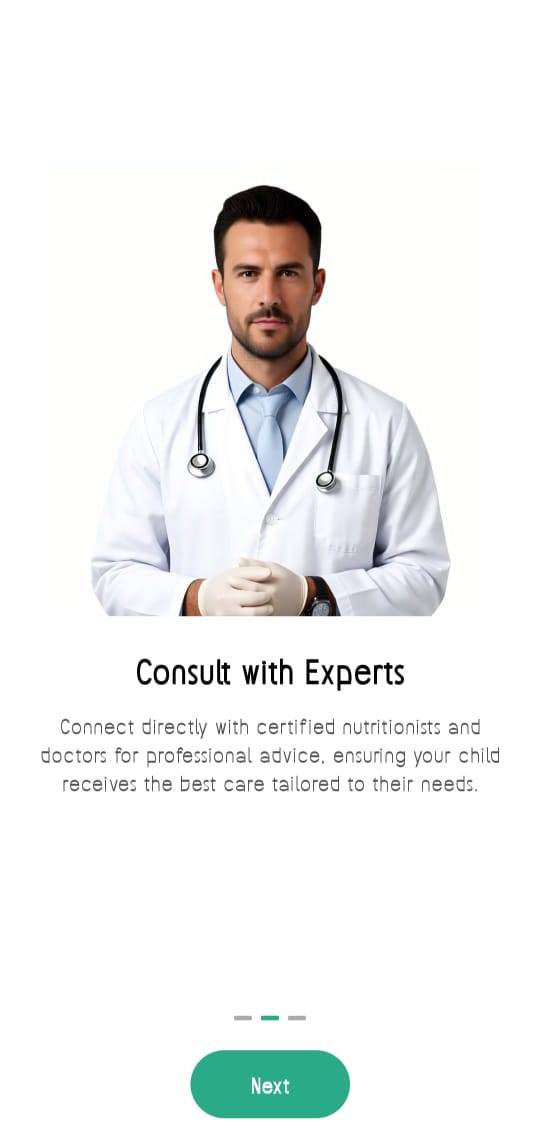 Consult with Experts
Connect directly with certified nutritionists and
doctors for professional advice, ensuring your child
receives the best care tailored to their needs.
Next